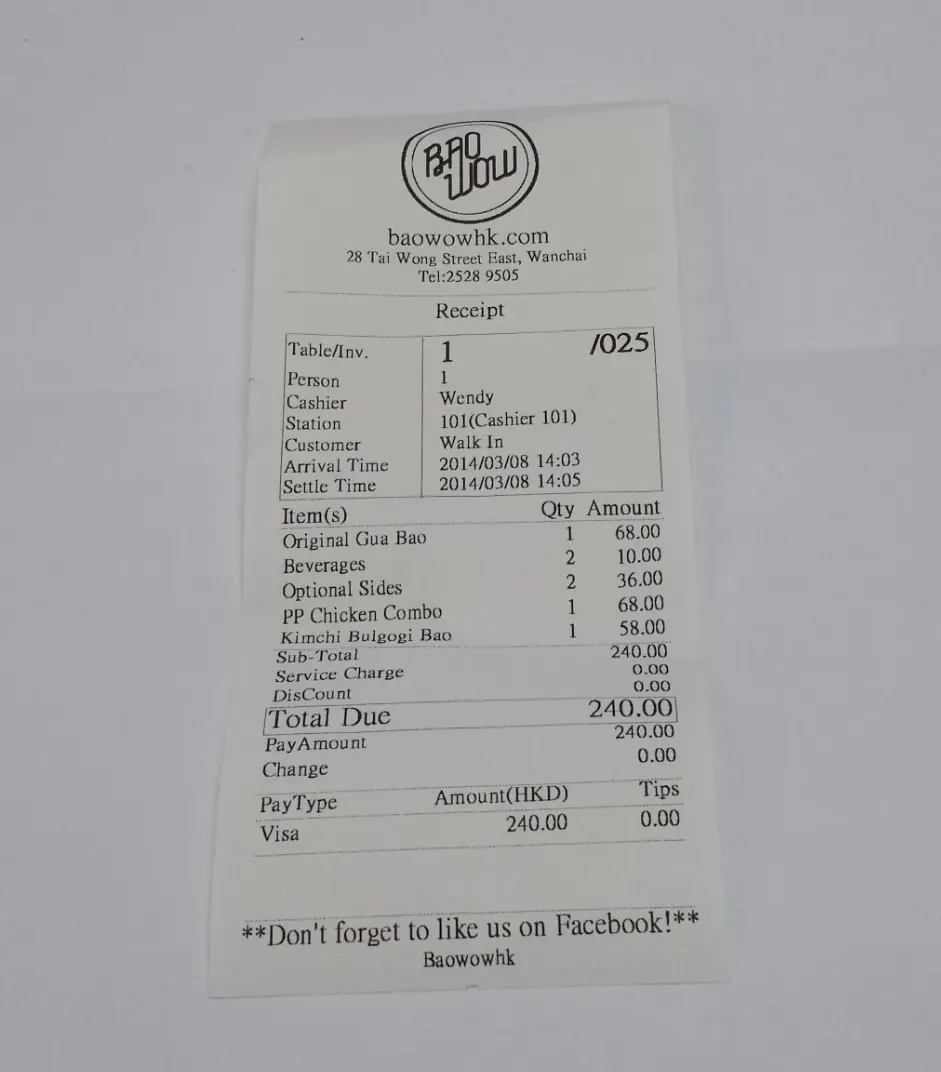 BAO WOW
baowowhk.com
28 Tai Wong Street East, Wanchai
Tel:2528 9505
Receipt
Table/Inv. 1 /025
Person 1
Cashier Wendy
Station 101(Cashier 101)
Customer Walk In
Arrival Time 2014/03/08 14:03
Settle Time 2014/03/08 14:05
Item(s) Qty Amount
Original Gua Bao 1 68.00
Beverages 2 10.00
Optional Sides 2 36.00
PP Chicken Combo 1 68.00
Kimchi Bulgogi Bao 1 58.00
Sub-Total 240.00
Service Charge 0.00
DisCount 0.00
Total Due 240.00
PayAmount 240.00
Change 0.00
PayType Amount(HKD) Tips
Visa 240.00 0.00
**Don't forget to like us on Facebook!**
Baowowhk